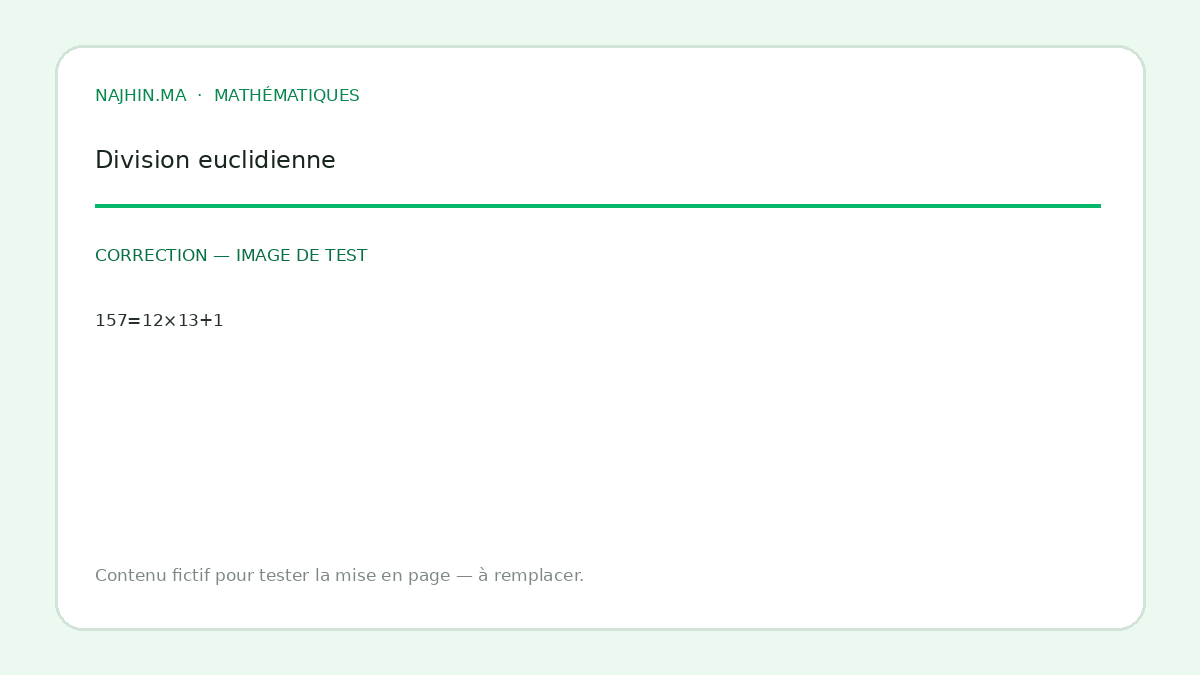 NAJHIN.MA · MATHÉMATIQUES
Division euclidienne
CORRECTION — IMAGE DE TEST
157=12×13+1
Contenu fictif pour tester la mise en page — à remplacer.